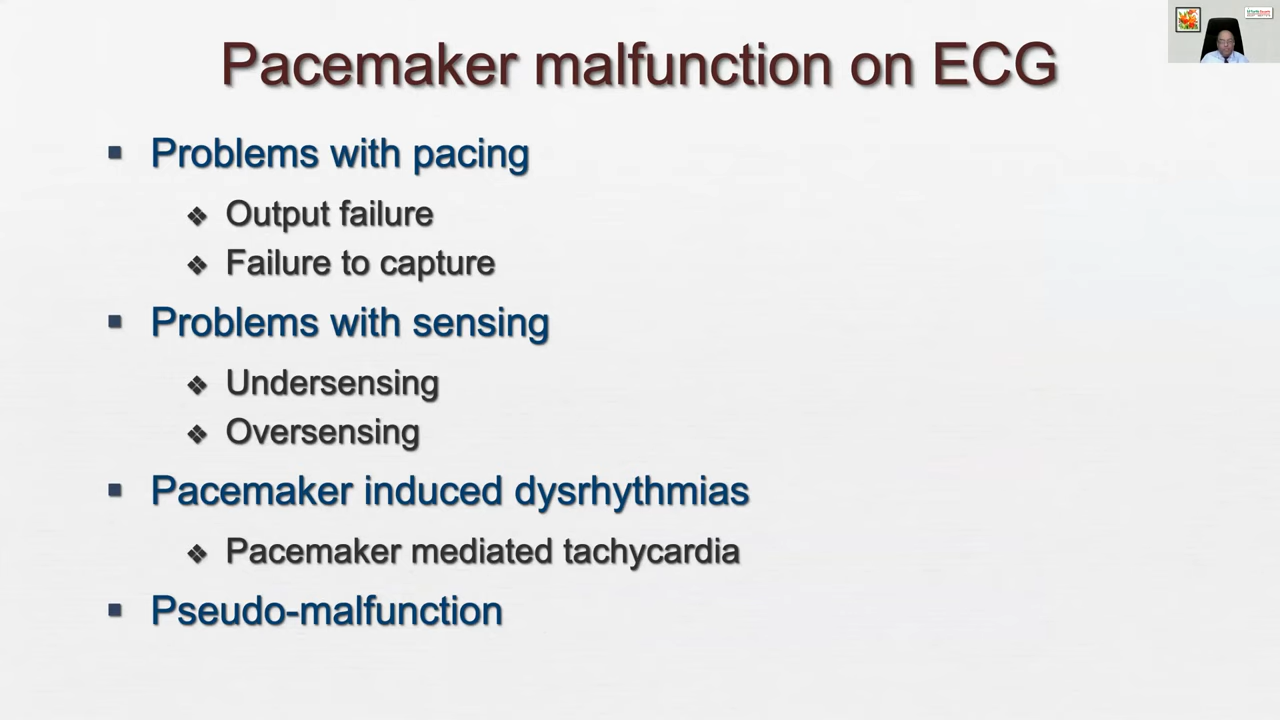 Pacemaker malfunction on ECG
Problems with pacing
Output failure
Failure to capture
Problems with sensing
Undersensing
Oversensing
Pacemaker induced dysrhythmias
Pacemaker mediated tachycardia
Pseudo-malfunction